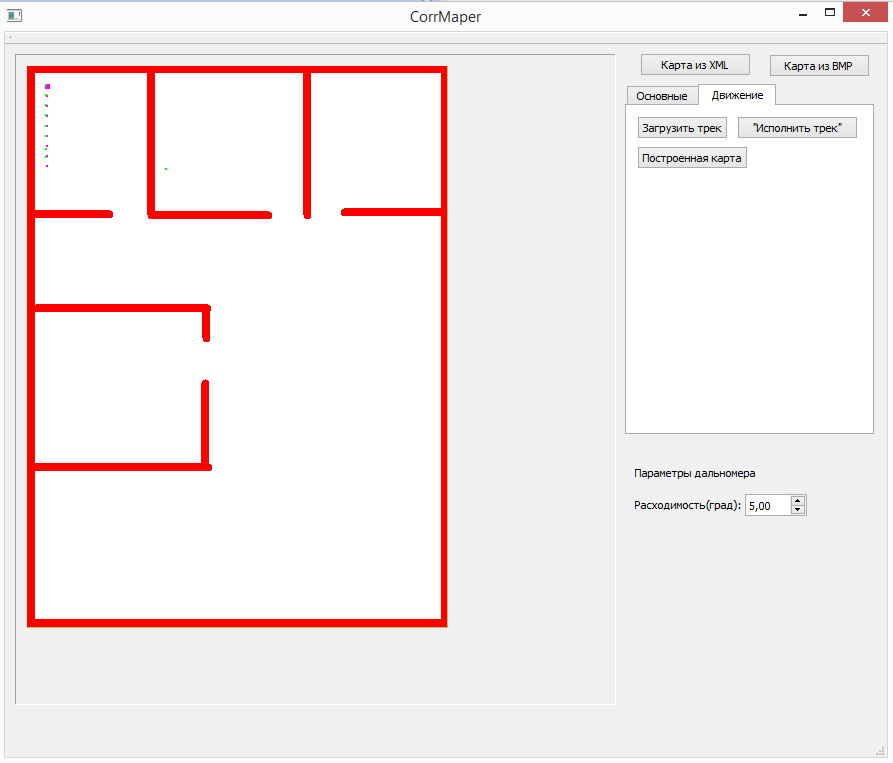 CorrMaper
Карта из XML
Карта из BMP
Основные
Движение
Загрузить трек
"Исполнить трек"
Построенная карта
Параметры дальномера
Расходимость(град):
5,00